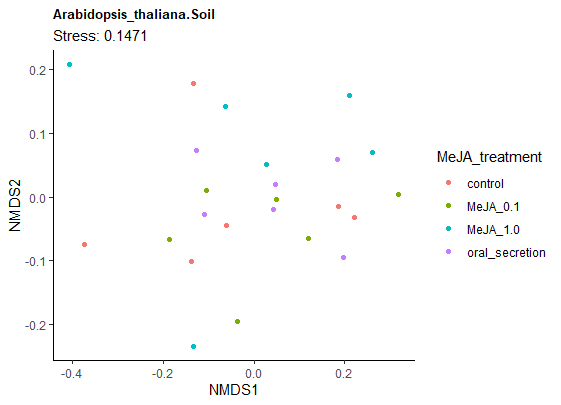 Arabidopsis_thaliana.Soil
Stress: 0.1471
0.2
0.1
0.0
-0.1
-0.2
NMDS2
-0.4
-0.2
0.0
0.2
NMDS1
MeJA_treatment
control
MeJA_0.1
MeJA_1.0
oral_secretion